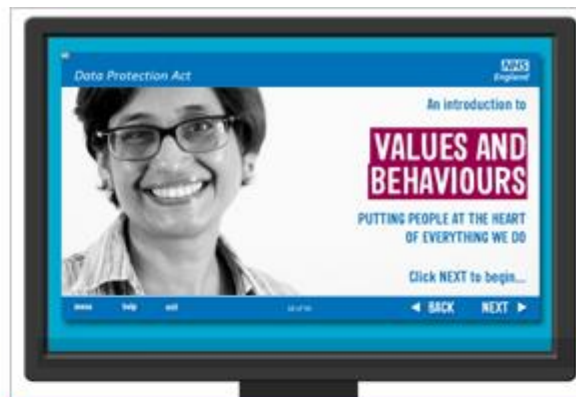 Data Protection Act
NHS
England
An introduction to
VALUES AND
BEHAVIOURS
PUTTING PEOPLE AT THE HEART
OF EVERYTHING WE DO
Click NEXT to begin...
menu help exit
BACK NEXT